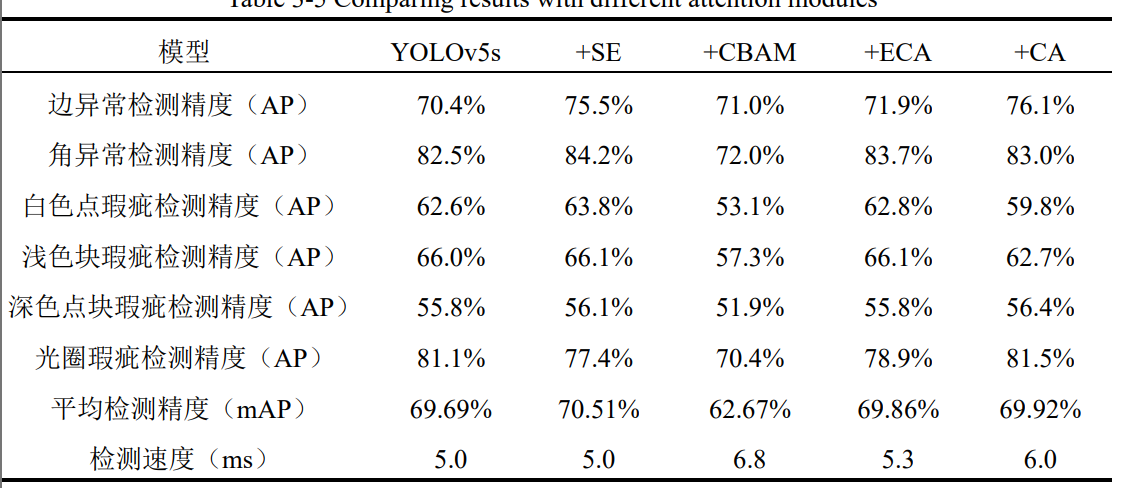 Table 3-5 Comparing results with different attention modules
模型 YOLOv5s +SE +CBAM +ECA +CA
边异常检测精度（AP） 70.4% 75.5% 71.0% 71.9% 76.1%
角异常检测精度（AP） 82.5% 84.2% 72.0% 83.7% 83.0%
白色点瑕疵检测精度（AP） 62.6% 63.8% 53.1% 62.8% 59.8%
浅色块瑕疵检测精度（AP） 66.0% 66.1% 57.3% 66.1% 62.7%
深色点块瑕疵检测精度（AP） 55.8% 56.1% 51.9% 55.8% 56.4%
光圈瑕疵检测精度（AP） 81.1% 77.4% 70.4% 78.9% 81.5%
平均检测精度（mAP） 69.69% 70.51% 62.67% 69.86% 69.92%
检测速度（ms） 5.0 5.0 6.8 5.3 6.0